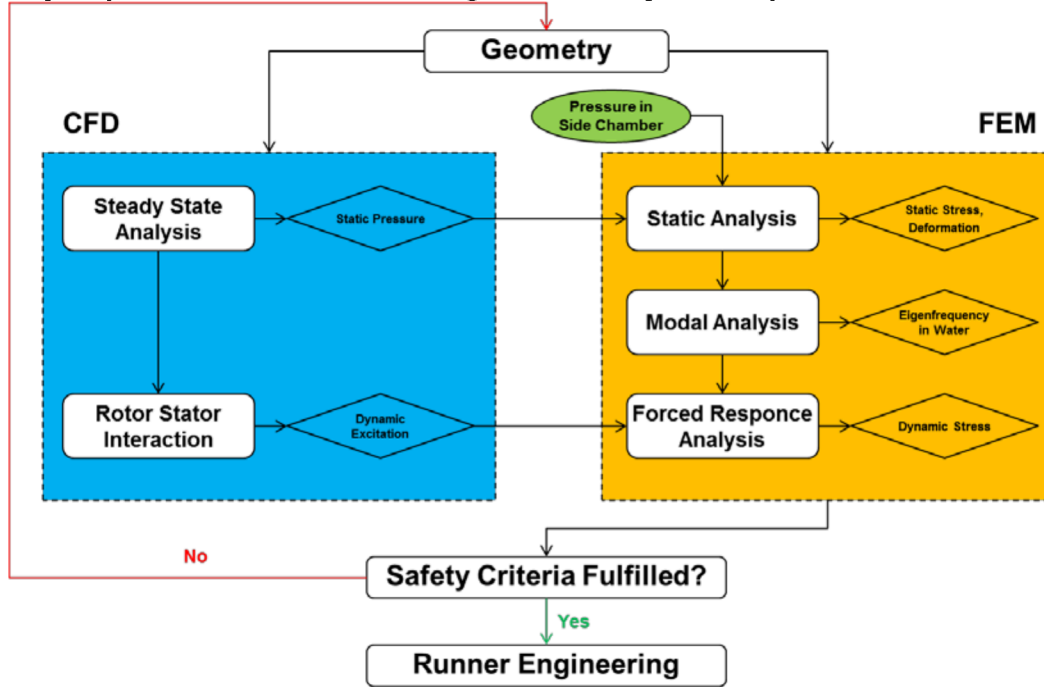 Geometry
Pressure in
Side Chamber
CFD
FEM
Steady State
Analysis
Static Pressure
Static Analysis
Static Stress,
Deformation
Modal Analysis
Eigenfrequency
in Water
Rotor Stator
Interaction
Dynamic
Excitation
Forced Responce
Analysis
Dynamic Stress
No
Safety Criteria Fulfilled?
Yes
Runner Engineering